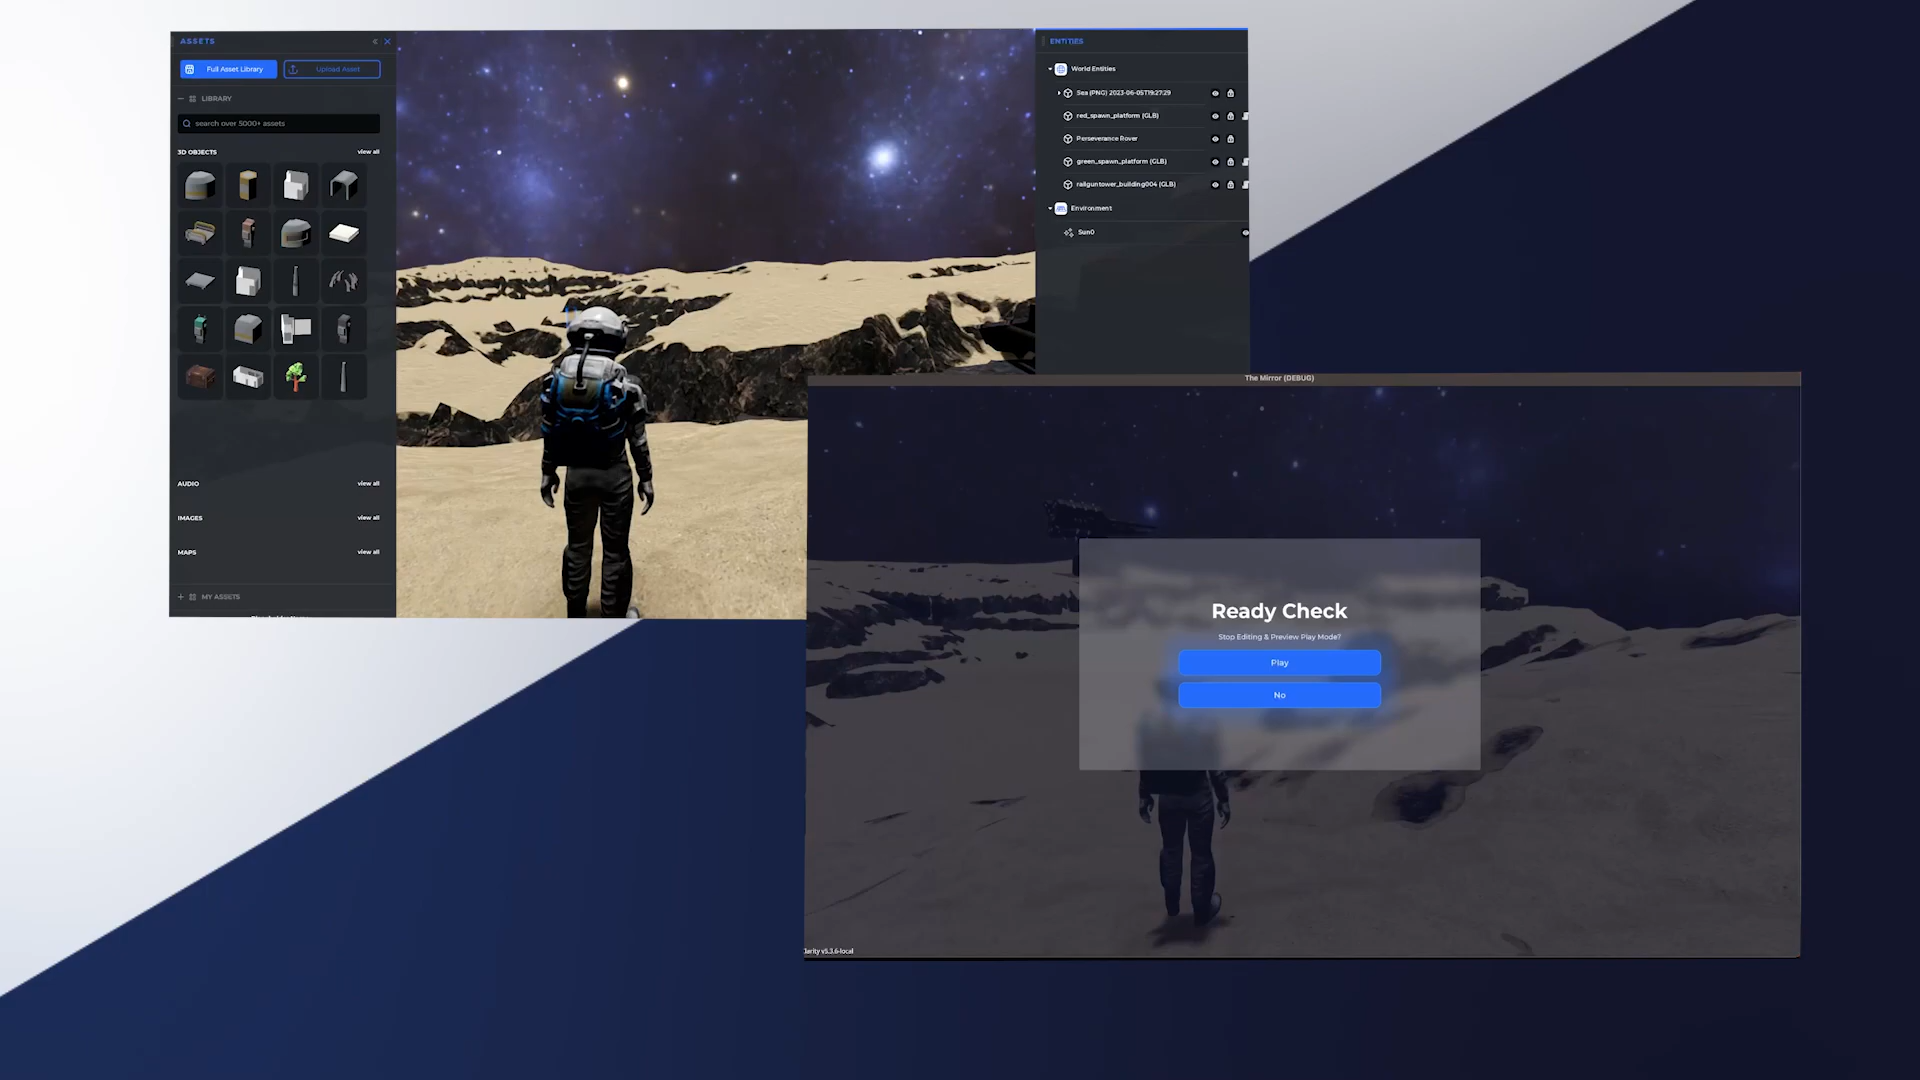 ASSETS
Full Asset Library
Upload Asset
LIBRARY
search over 5000+ assets
3D OBJECTS
view all
AUDIO
view all
IMAGES
view all
MAPS
view all
MY ASSETS
ENTITIES
World Entities
Sea (PNG) 2023-06-05T19:27:29
red_spawn_platform (GLB)
Perseverance Rover
green_spawn_platform (GLB)
railguntower_building004 (GLB)
Environment
Sun0
The Mirror (DEBUG)
Ready Check
Stop Editing & Preview Play Mode?
Play
No